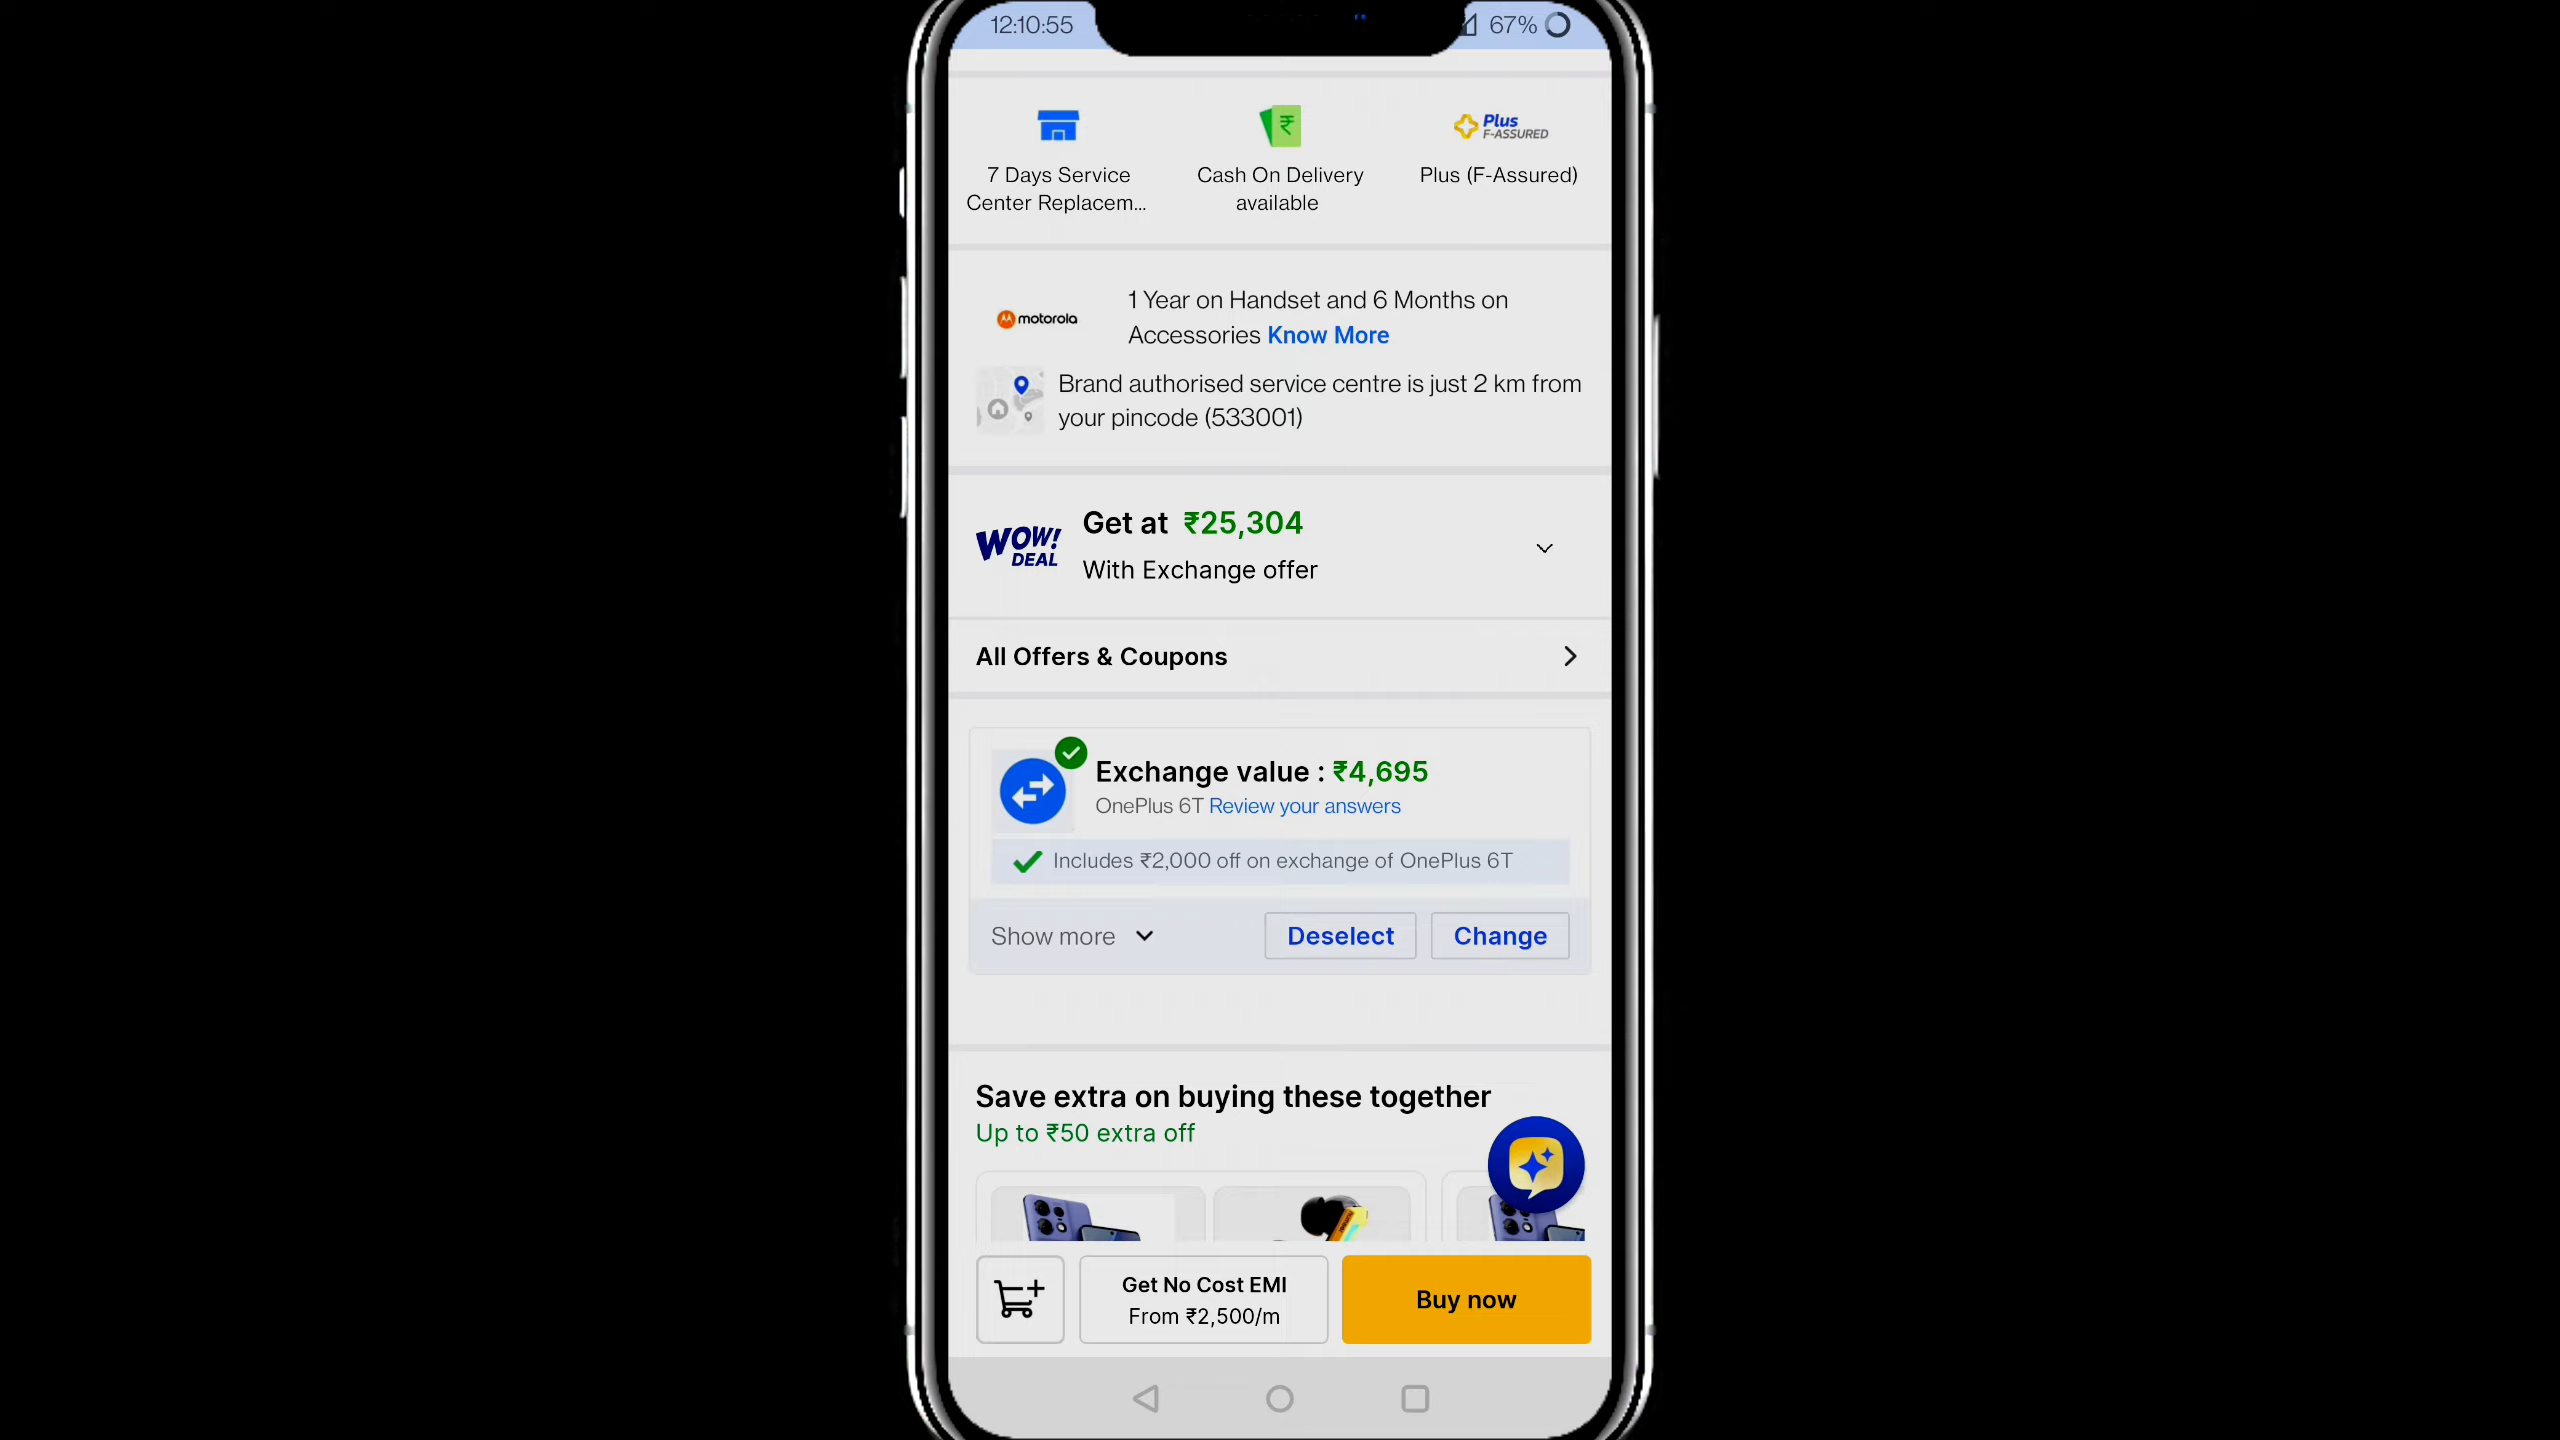 12:10:55
67%
Plus
F-ASSURED
7 Days Service
Center Replacem...
Cash On Delivery
available
Plus (F-Assured)
motorola
1 Year on Handset and 6 Months on
Accessories Know More
Brand authorised service centre is just 2 km from
your pincode (533001)
WOW!
DEAL
Get at ₹25,304
With Exchange offer
All Offers & Coupons
Exchange value : ₹4,695
OnePlus 6T Review your answers
Includes ₹2,000 off on exchange of OnePlus 6T
Show more
Deselect
Change
Save extra on buying these together
Up to ₹50 extra off
Get No Cost EMI
From ₹2,500/m
Buy now